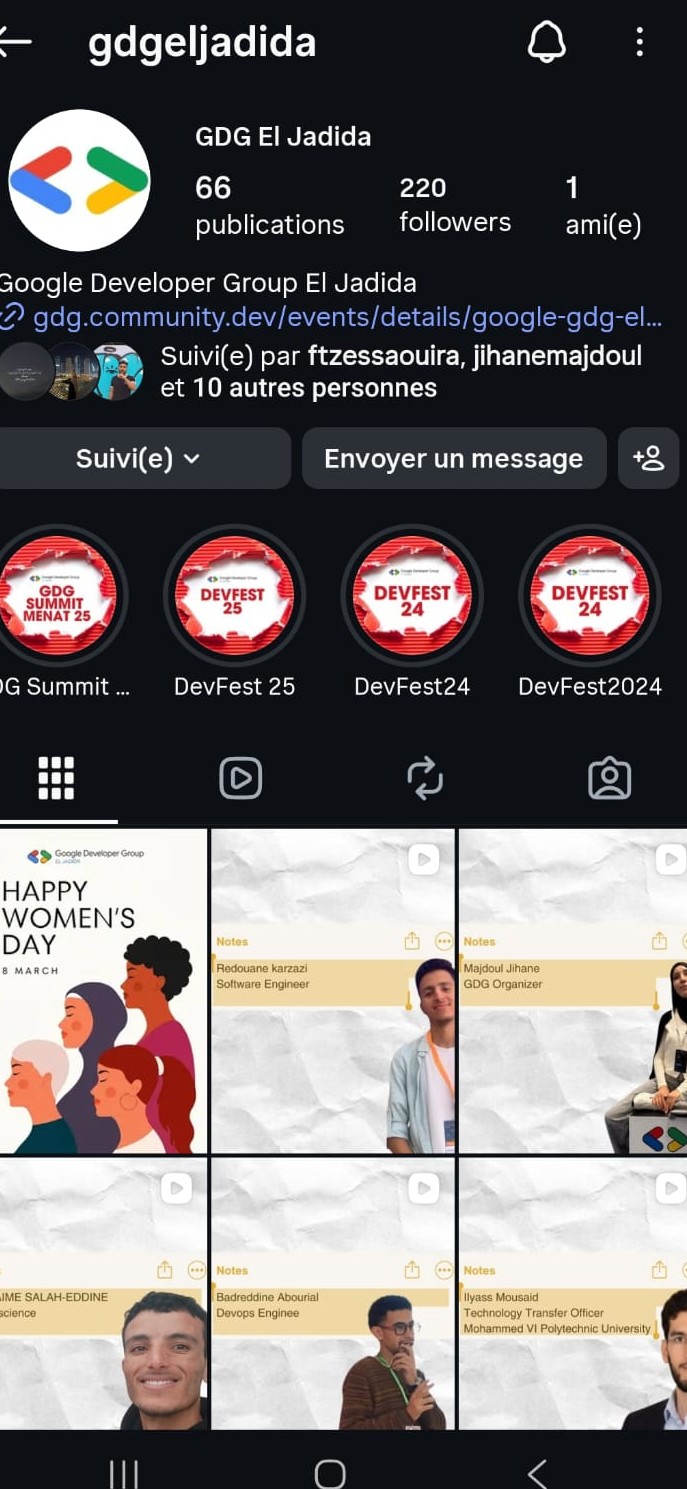 gdgeljadida
GDG El Jadida
66
220
1
publications
followers
ami(e)
Google Developer Group El Jadida
gdg.community.dev/events/details/google-gdg-el...
Suivi(e) par ftzessaouira, jihanemajdoul
et 10 autres personnes
Suivi(e)
Envoyer un message
GDG
SUMMIT
MENAT 25
DEVFEST
25
DEVFEST
24
DEVFEST
24
G Summit ...
DevFest 25
DevFest24
DevFest2024
Google Developer Group
EL JADIDA
HAPPY
WOMEN'S
DAY
8 MARCH
Notes
Redouane karzazi
Software Engineer
Notes
Majdoul Jihane
GDG Organizer
IME SALAH-EDDINE
science
Notes
Badreddine Abourial
Devops Enginee
Notes
Ilyass Mousaid
Technology Transfer Officer
Mohammed VI Polytechnic University